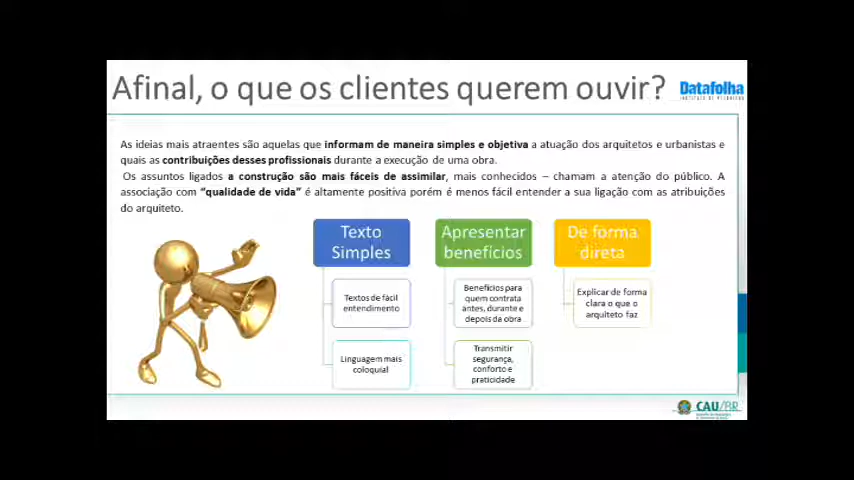 Afinal, o que os clientes querem ouvir?
Datafolha
INSTITUTO DE PESQUISAS
As ideias mais atraentes são aquelas que informam de maneira simples e objetiva a atuação dos arquitetos e urbanistas e
quais as contribuições desses profissionais durante a execução de uma obra.
Os assuntos ligados a construção são mais fáceis de assimilar, mais conhecidos – chamam a atenção do público. A
associação com “qualidade de vida” é altamente positiva porém é menos fácil entender a sua ligação com as atribuições
do arquiteto.
Texto
Simples
Textos de fácil
entendimento
Linguagem mais
coloquial
Apresentar
benefícios
Benefícios para
quem contrata
antes, durante e
depois da obra
Transmitir
segurança,
conforto e
praticidade
De forma
direta
Explicar de forma
clara o que o
arquiteto faz
CAU/BR